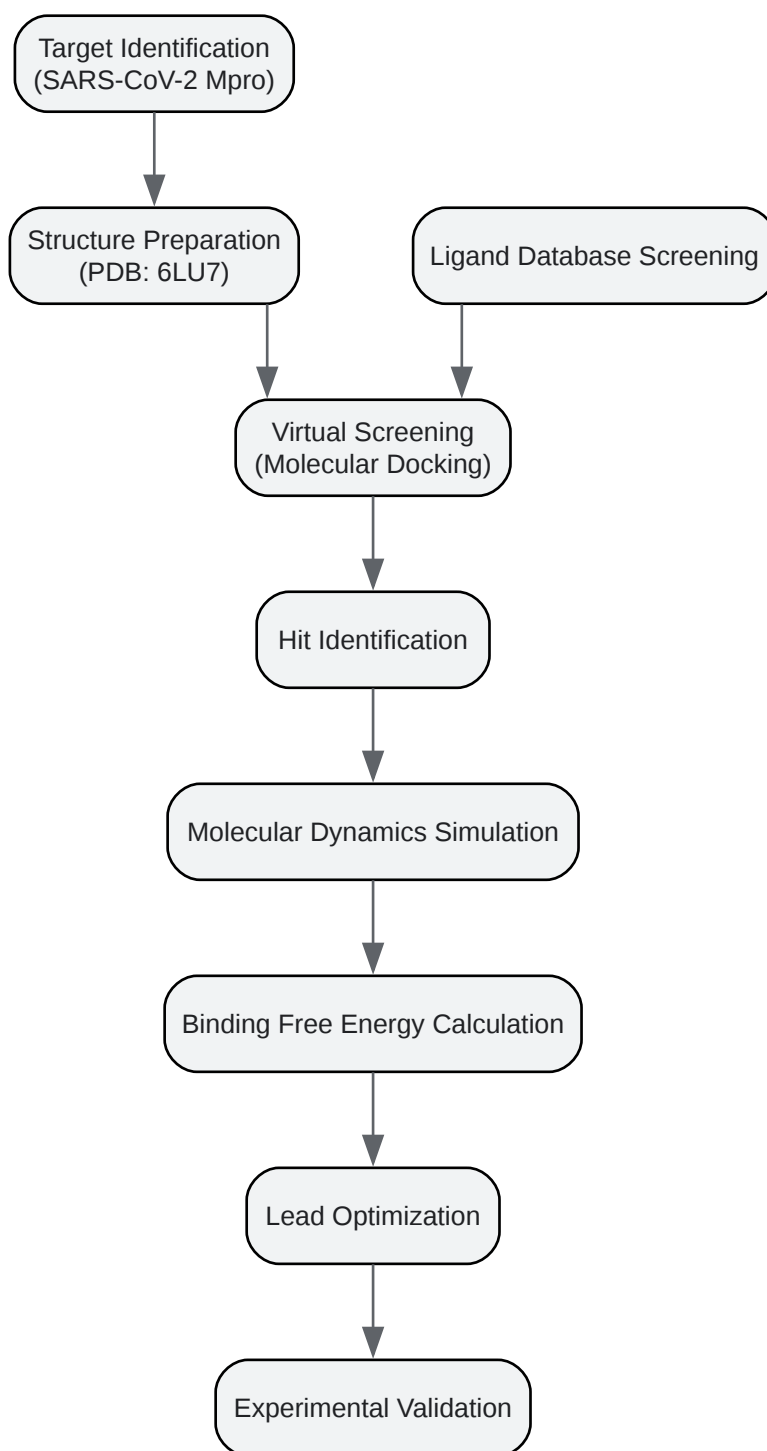 Target Identification
(SARS-CoV-2 Mpro)
Structure Preparation
(PDB: 6LU7)
Ligand Database Screening
Virtual Screening
(Molecular Docking)
Hit Identification
Molecular Dynamics Simulation
Binding Free Energy Calculation
Lead Optimization
Experimental Validation